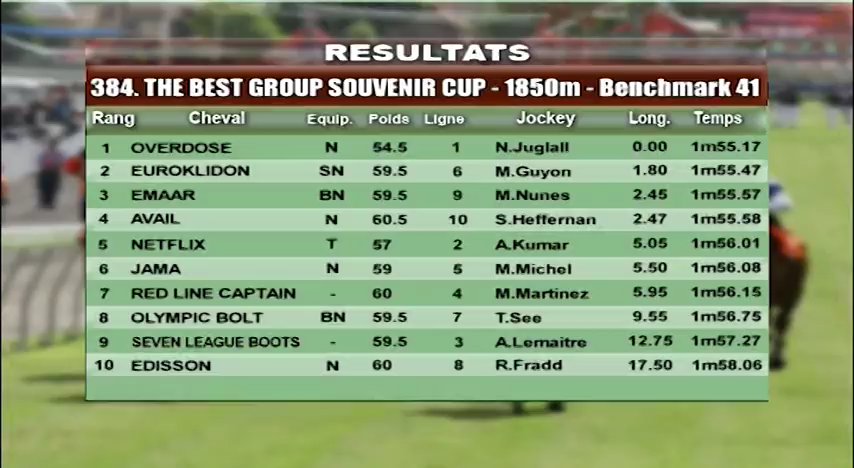 RESULTATS
384. THE BEST GROUP SOUVENIR CUP - 1850m - Benchmark 41
Rang Cheval Equip. Poids Ligne Jockey Long. Temps
1 OVERDOSE N 54.5 1 N.Juglall 0.00 1m55.17
2 EUROKLIDON SN 59.5 6 M.Guyon 1.80 1m55.47
3 EMAAR BN 59.5 9 M.Nunes 2.45 1m55.57
4 AVAIL N 60.5 10 S.Heffernan 2.47 1m55.58
5 NETFLIX T 57 2 A.Kumar 5.05 1m56.01
6 JAMA N 59 5 M.Michel 5.50 1m56.08
7 RED LINE CAPTAIN - 60 4 M.Martinez 5.95 1m56.15
8 OLYMPIC BOLT BN 59.5 7 T.See 9.55 1m56.75
9 SEVEN LEAGUE BOOTS - 59.5 3 A.Lemaitre 12.75 1m57.27
10 EDISSON N 60 8 R.Fradd 17.50 1m58.06